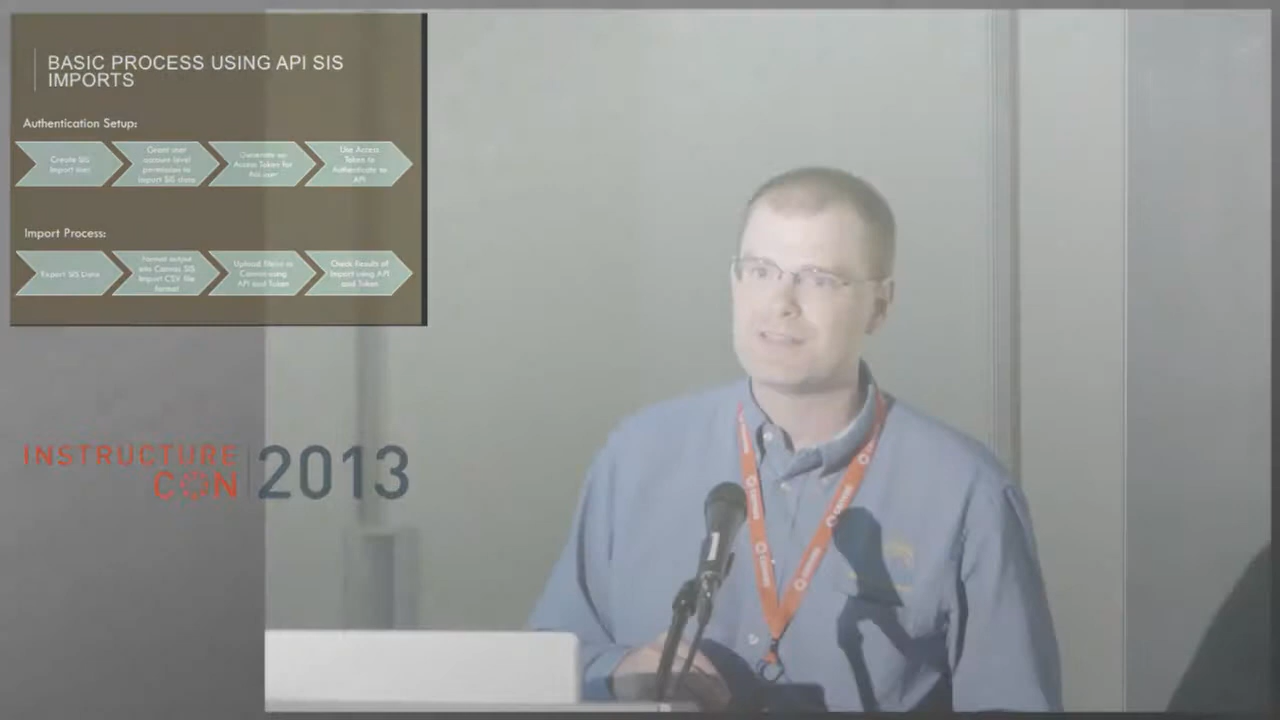 BASIC PROCESS USING API SIS
IMPORTS
Authentication Setup:
Create SIS
Import user
Grant user
account level
permission to
Import SIS data
Generate an
Access Token for
this user
Use Access
Token to
Authenticate to
API
Import Process:
Export SIS Data
Format output
into Canvas SIS
Import CSV file
format
Upload file(s) to
Canvas using
API and Token
Check Results of
Import using API
and Token
INSTRUCTURE
CON 2013